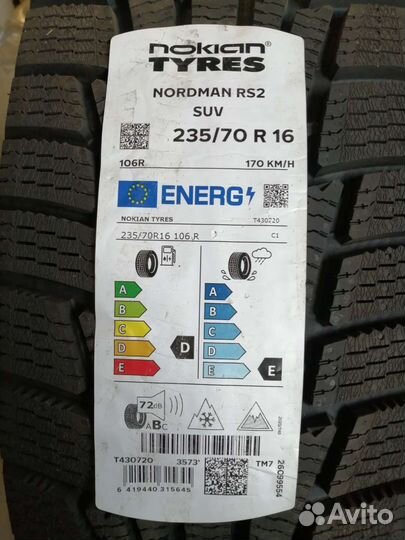 nokian
TYRES
NORDMAN RS2
SUV
235/70 R 16
106R 170 KM/H
ENERG
NOKIAN TYRES T430720
235/70R16 106 R C1
A A
B B
C C
D D D
E E E
72dB
ABC
T430720 3573' TM7
6 419440 315645
26C99554
Avito